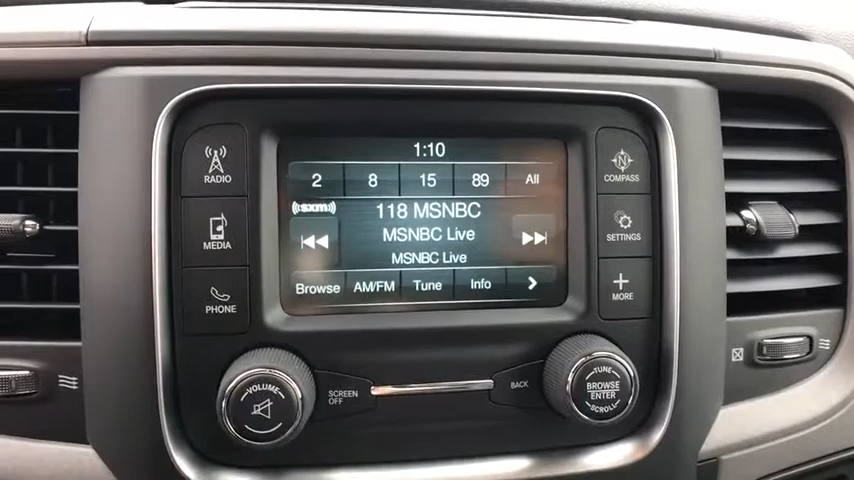 1:10
2 8 15 89 All
((sxm))
118 MSNBC
MSNBC Live
MSNBC Live
Browse AM/FM Tune Info
RADIO
MEDIA
PHONE
COMPASS
SETTINGS
MORE
VOLUME
SCREEN
OFF
BACK
TUNE
BROWSE
ENTER
SCROLL